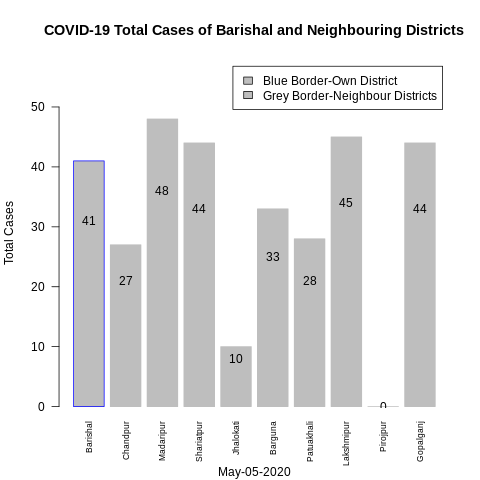 COVID-19 Total Cases of Barishal and Neighbouring Districts
Blue Border-Own District
Grey Border-Neighbour Districts
Total Cases
50
40
30
20
10
0
41
27
48
44
10
33
28
45
0
44
Barishal
Chandpur
Madaripur
Shariatpur
Jhalokati
Barguna
Patuakhali
Lakshmipur
Pirojpur
Gopalganj
May-05-2020